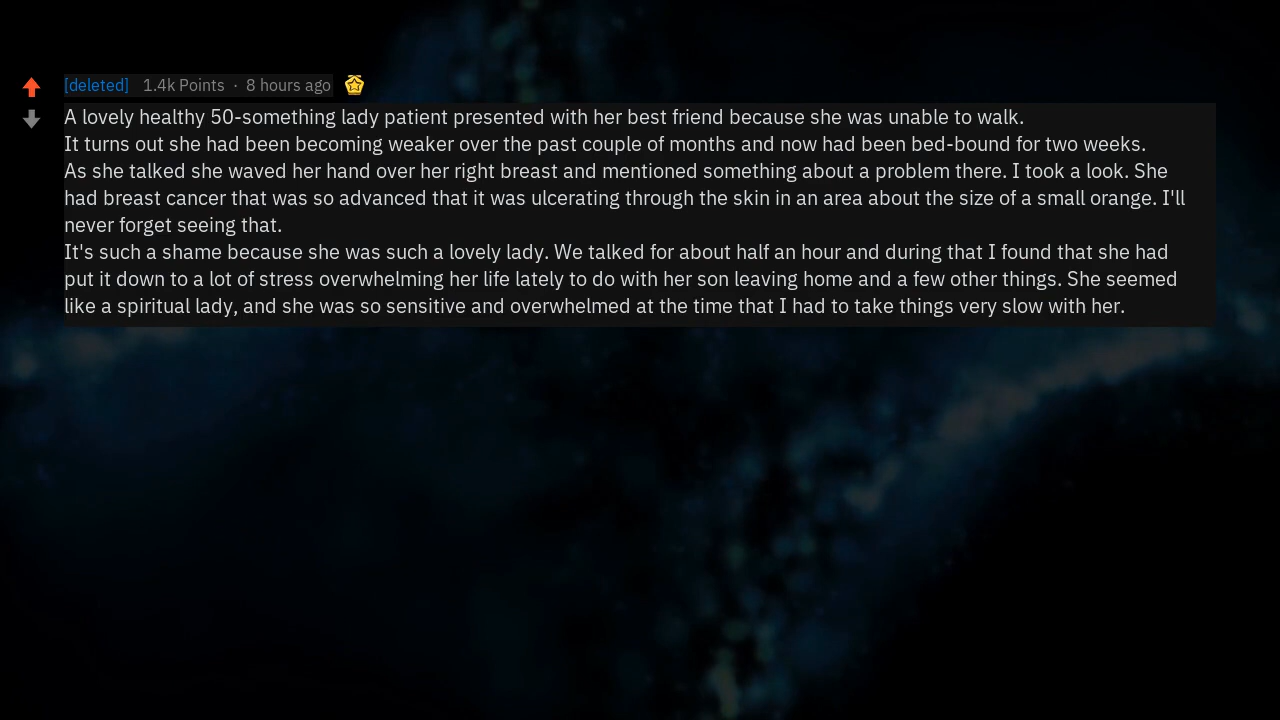 [deleted] 1.4k Points · 8 hours ago
A lovely healthy 50-something lady patient presented with her best friend because she was unable to walk.
It turns out she had been becoming weaker over the past couple of months and now had been bed-bound for two weeks.
As she talked she waved her hand over her right breast and mentioned something about a problem there. I took a look. She
had breast cancer that was so advanced that it was ulcerating through the skin in an area about the size of a small orange. I'll
never forget seeing that.
It's such a shame because she was such a lovely lady. We talked for about half an hour and during that I found that she had
put it down to a lot of stress overwhelming her life lately to do with her son leaving home and a few other things. She seemed
like a spiritual lady, and she was so sensitive and overwhelmed at the time that I had to take things very slow with her.